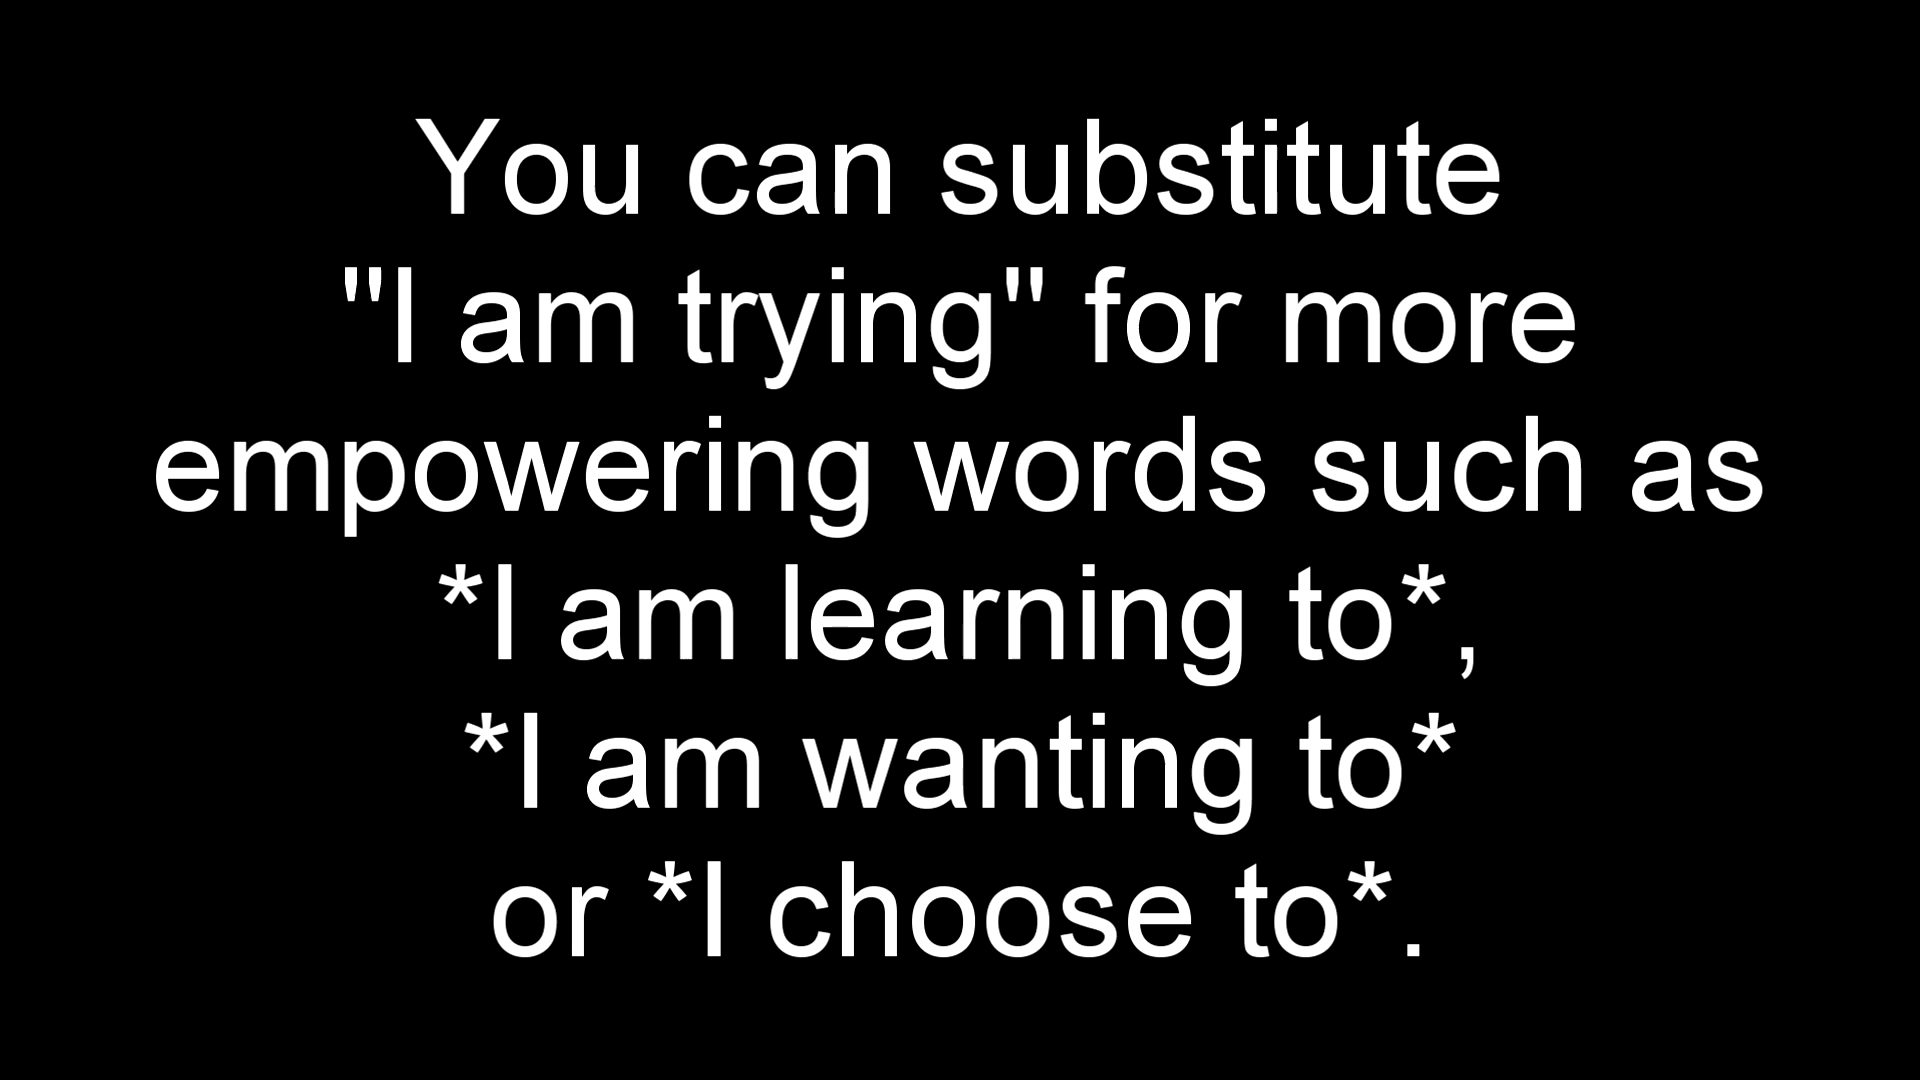 You can substitute
"I am trying" for more
empowering words such as
*I am learning to*,
*I am wanting to*
or *I choose to*.